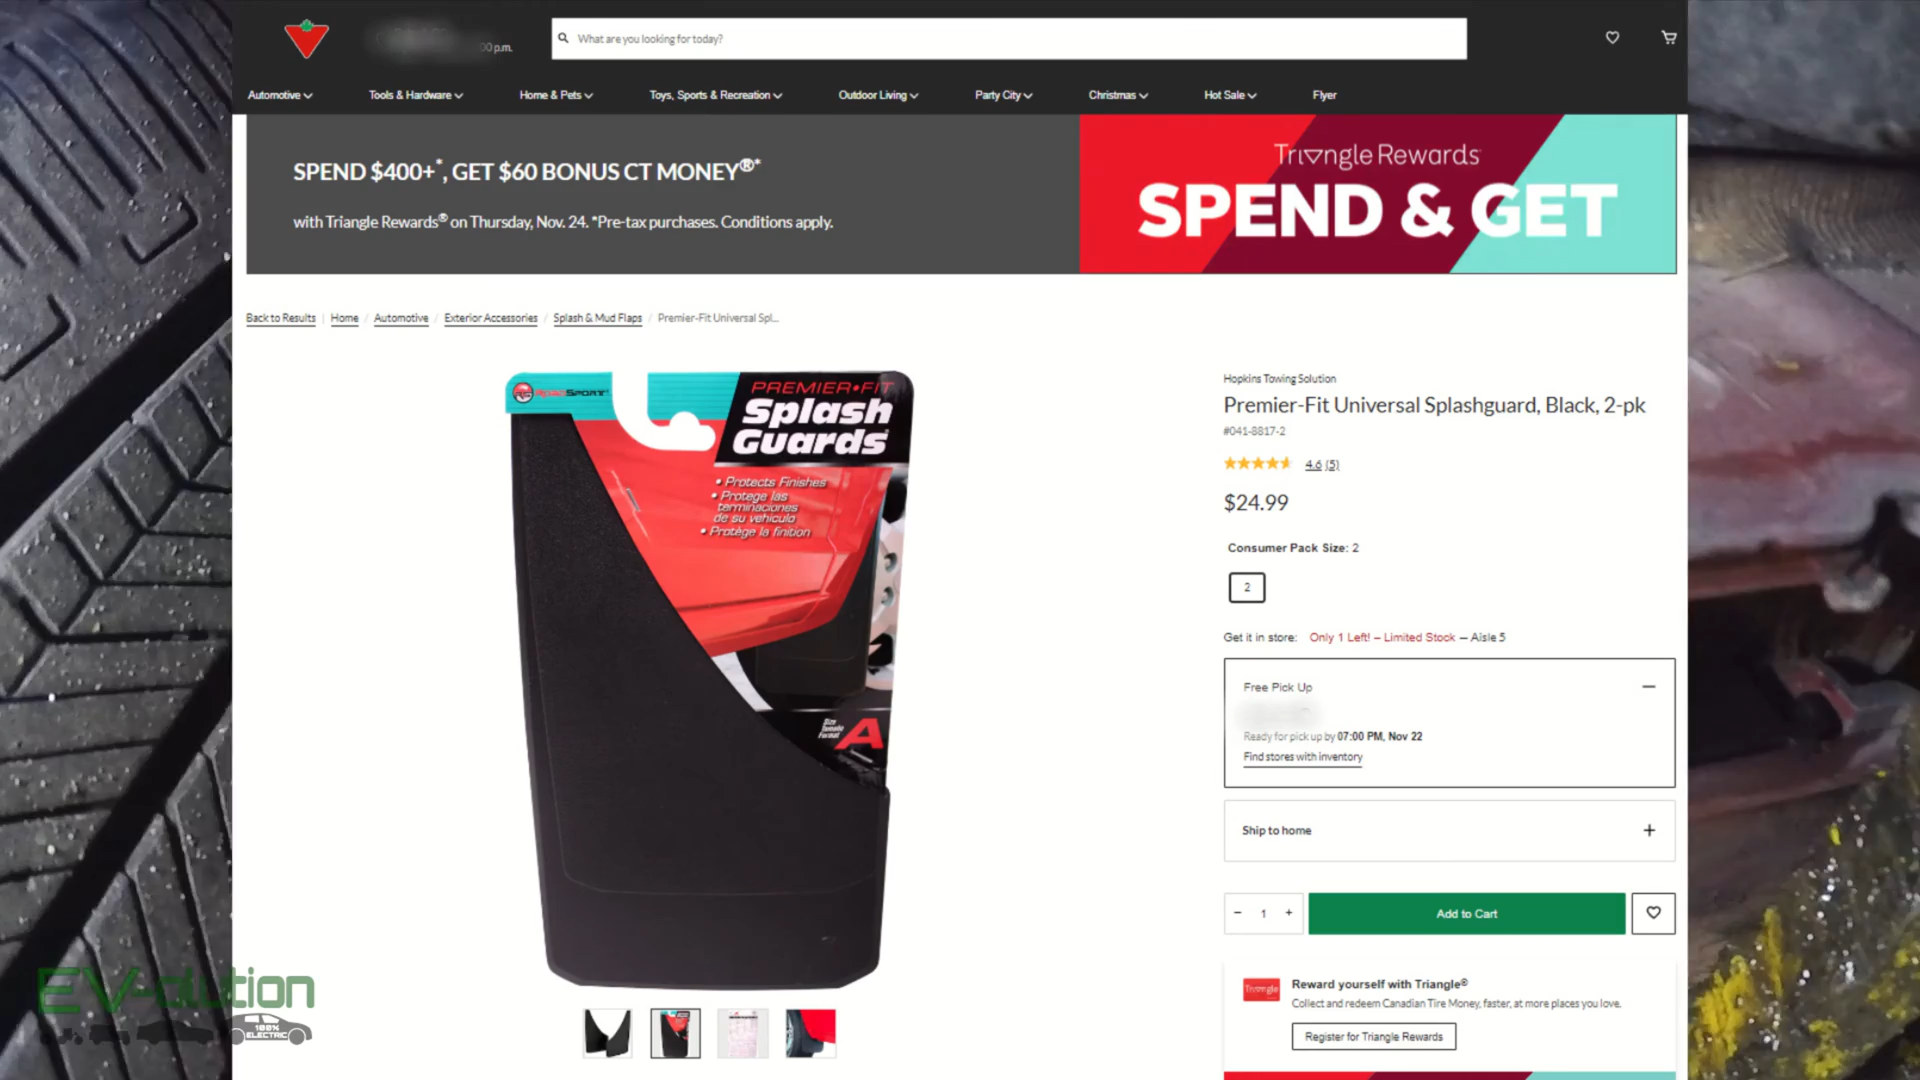 00 p.m.
What are you looking for today?
Automotive
Tools & Hardware
Home & Pets
Toys, Sports & Recreation
Outdoor Living
Party City
Christmas
Hot Sale
Flyer
SPEND $400+*, GET $60 BONUS CT MONEY®*
with Triangle Rewards® on Thursday, Nov. 24. *Pre-tax purchases. Conditions apply.
Triangle Rewards
SPEND & GET
Back to Results | Home / Automotive / Exterior Accessories / Splash & Mud Flaps / Premier-Fit Universal Spl...
ROADSPORT
PREMIER•FIT
Splash
Guards
• Protects Finishes
• Protege las
terminaciones
de su vehiculo
• Protège la finition
Size
Tamaño
Format
A
Hopkins Towing Solution
Premier-Fit Universal Splashguard, Black, 2-pk
#041-8817-2
4.6 (5)
$24.99
Consumer Pack Size: 2
2
Get it in store: Only 1 Left! – Limited Stock – Aisle 5
Free Pick Up
Ready for pick up by 07:00 PM, Nov 22
Find stores with inventory
Ship to home
- 1 +
Add to Cart
Triangle
Reward yourself with Triangle®
Collect and redeem Canadian Tire Money, faster, at more places you love.
Register for Triangle Rewards
EV-olution
100%
ELECTRIC